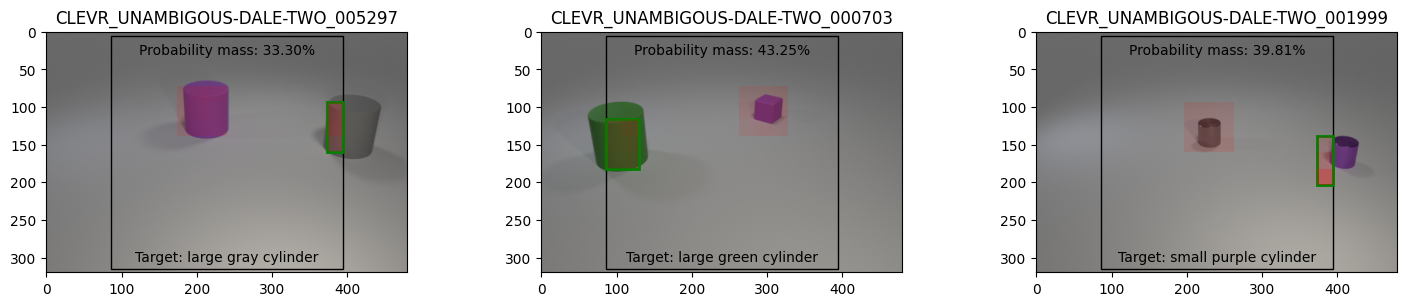 CLEVR_UNAMBIGOUS-DALE-TWO_005297
Probability mass: 33.30%
Target: large gray cylinder
0
50
100
150
200
250
300
0 100 200 300 400
CLEVR_UNAMBIGOUS-DALE-TWO_000703
Probability mass: 43.25%
Target: large green cylinder
0
50
100
150
200
250
300
0 100 200 300 400
CLEVR_UNAMBIGOUS-DALE-TWO_001999
Probability mass: 39.81%
Target: small purple cylinder
0
50
100
150
200
250
300
0 100 200 300 400